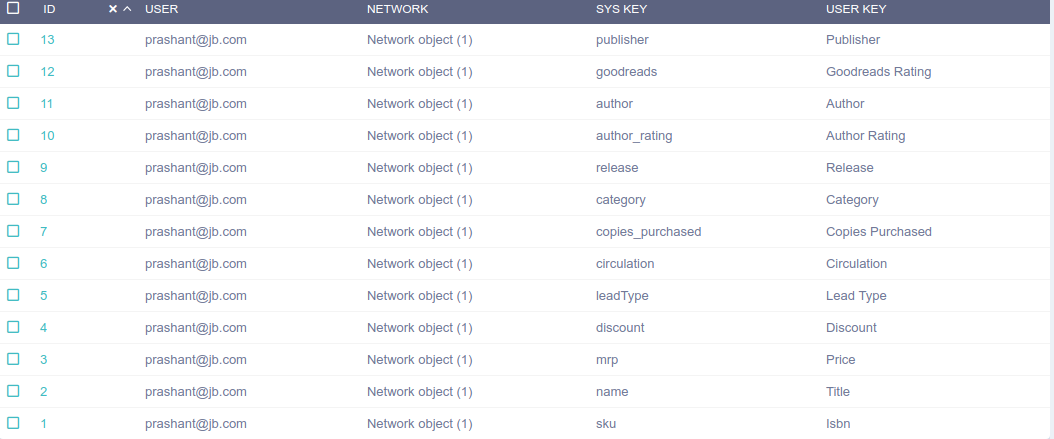 ID USER NETWORK SYS KEY USER KEY
13 prashant@jb.com Network object (1) publisher Publisher
12 prashant@jb.com Network object (1) goodreads Goodreads Rating
11 prashant@jb.com Network object (1) author Author
10 prashant@jb.com Network object (1) author_rating Author Rating
9 prashant@jb.com Network object (1) release Release
8 prashant@jb.com Network object (1) category Category
7 prashant@jb.com Network object (1) copies_purchased Copies Purchased
6 prashant@jb.com Network object (1) circulation Circulation
5 prashant@jb.com Network object (1) leadType Lead Type
4 prashant@jb.com Network object (1) discount Discount
3 prashant@jb.com Network object (1) mrp Price
2 prashant@jb.com Network object (1) name Title
1 prashant@jb.com Network object (1) sku Isbn